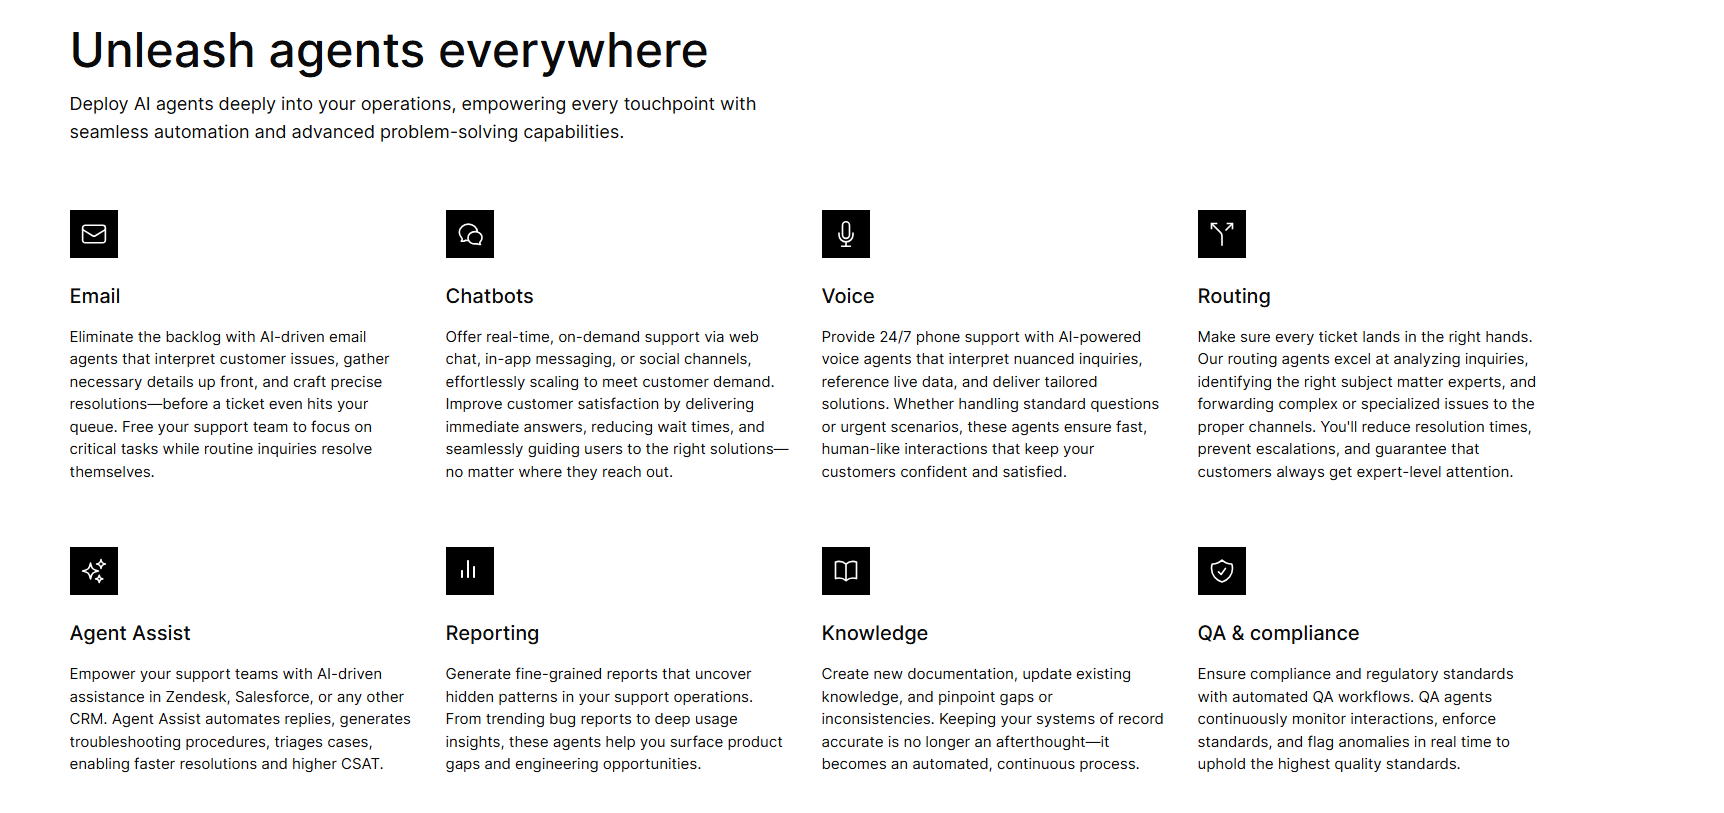 Unleash agents everywhere
Deploy AI agents deeply into your operations, empowering every touchpoint with
seamless automation and advanced problem-solving capabilities.
Email
Eliminate the backlog with AI-driven email
agents that interpret customer issues, gather
necessary details up front, and craft precise
resolutions—before a ticket even hits your
queue. Free your support team to focus on
critical tasks while routine inquiries resolve
themselves.
Chatbots
Offer real-time, on-demand support via web
chat, in-app messaging, or social channels,
effortlessly scaling to meet customer demand.
Improve customer satisfaction by delivering
immediate answers, reducing wait times, and
seamlessly guiding users to the right solutions—
no matter where they reach out.
Voice
Provide 24/7 phone support with AI-powered
voice agents that interpret nuanced inquiries,
reference live data, and deliver tailored
solutions. Whether handling standard questions
or urgent scenarios, these agents ensure fast,
human-like interactions that keep your
customers confident and satisfied.
Routing
Make sure every ticket lands in the right hands.
Our routing agents excel at analyzing inquiries,
identifying the right subject matter experts, and
forwarding complex or specialized issues to the
proper channels. You'll reduce resolution times,
prevent escalations, and guarantee that
customers always get expert-level attention.
Agent Assist
Empower your support teams with AI-driven
assistance in Zendesk, Salesforce, or any other
CRM. Agent Assist automates replies, generates
troubleshooting procedures, triages cases,
enabling faster resolutions and higher CSAT.
Reporting
Generate fine-grained reports that uncover
hidden patterns in your support operations.
From trending bug reports to deep usage
insights, these agents help you surface product
gaps and engineering opportunities.
Knowledge
Create new documentation, update existing
knowledge, and pinpoint gaps or
inconsistencies. Keeping your systems of record
accurate is no longer an afterthought—it
becomes an automated, continuous process.
QA & compliance
Ensure compliance and regulatory standards
with automated QA workflows. QA agents
continuously monitor interactions, enforce
standards, and flag anomalies in real time to
uphold the highest quality standards.